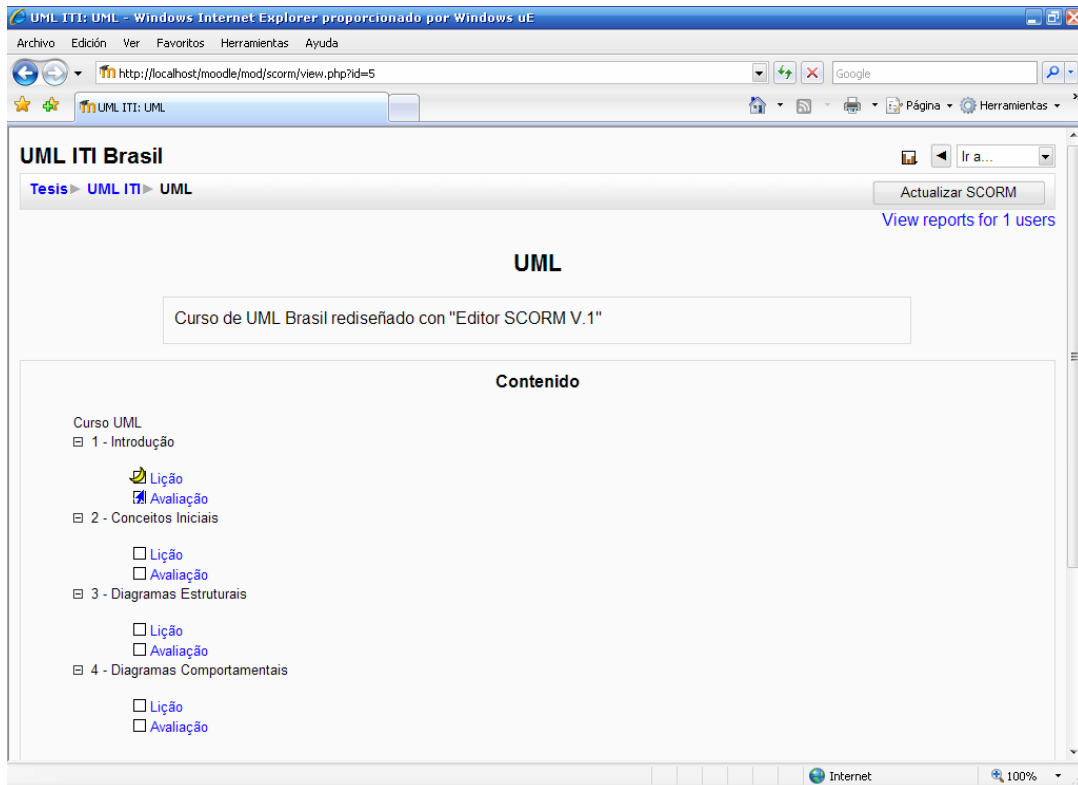 UML ITI: UML - Windows Internet Explorer proporcionado por Windows uE
Archivo Edición Ver Favoritos Herramientas Ayuda
http://localhost/moodle/mod/scorm/view.php?id=5
Google
UML ITI: UML
Página
Herramientas
UML ITI Brasil
Ir a...
Tesis UML ITI UML
Actualizar SCORM
View reports for 1 users
UML
Curso de UML Brasil rediseñado con "Editor SCORM V.1"
Contenido
Curso UML
1 - Introdução
Lição
Avaliação
2 - Conceitos Iniciais
Lição
Avaliação
3 - Diagramas Estruturais
Lição
Avaliação
4 - Diagramas Comportamentais
Lição
Avaliação
Internet
100%